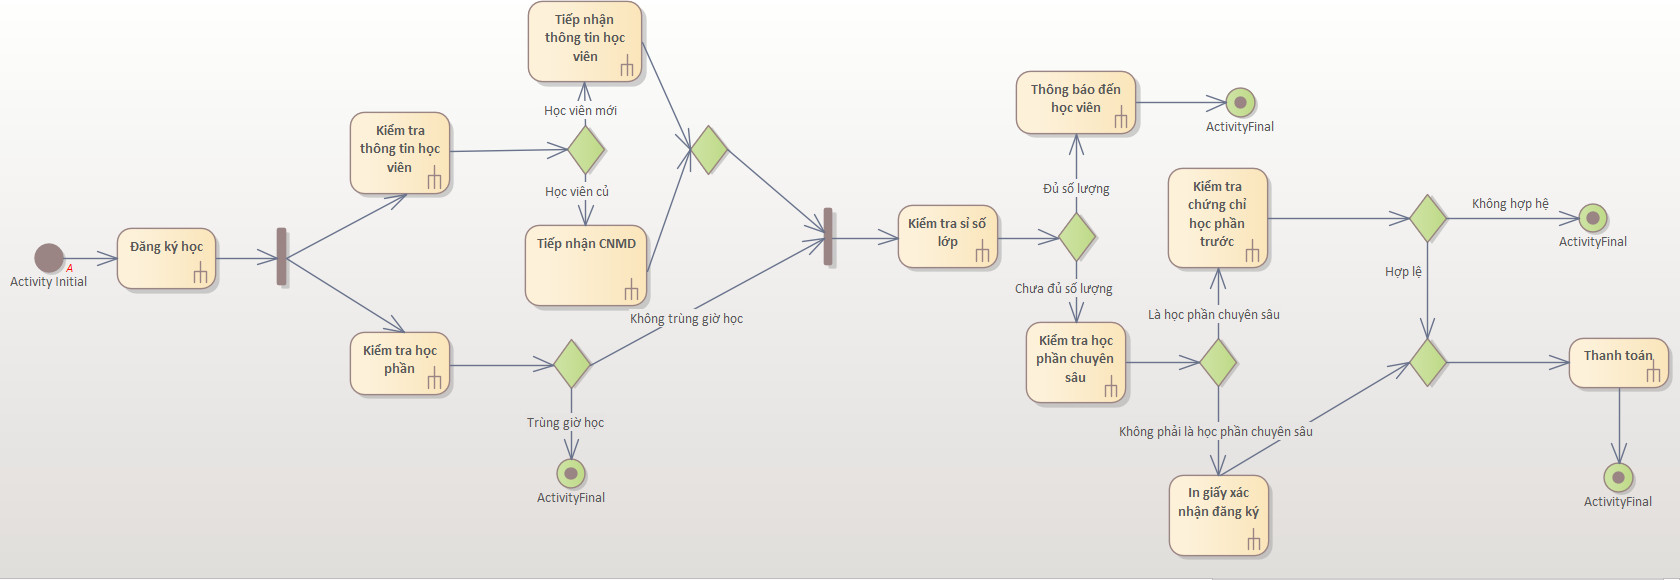 Tiếp nhận
thông tin học
viên
Học viên mới
Kiểm tra
thông tin học
viên
Học viên củ
Tiếp nhận CNMD
Đăng ký học
A
Activity Initial
Không trùng giờ học
Kiểm tra học
phần
Trùng giờ học
ActivityFinal
Kiểm tra sỉ số
lớp
Thông báo đến
học viên
ActivityFinal
Đủ số lượng
Chưa đủ số lượng
Kiểm tra học
phần chuyên
sâu
Kiểm tra
chứng chỉ
học phần
trước
Là học phần chuyên sâu
Không phải là học phần chuyên sâu
In giấy xác
nhận đăng ký
Không hợp hệ
ActivityFinal
Hợp lệ
Thanh toán
ActivityFinal